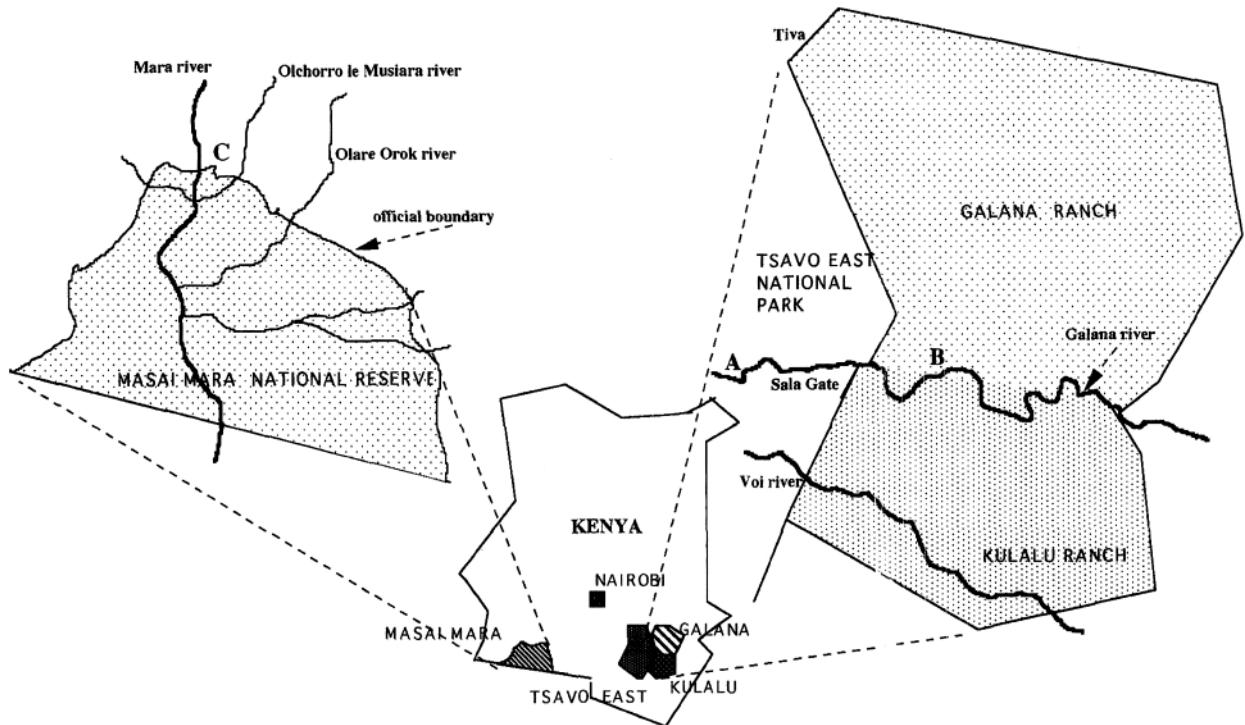 Tiva
Mara river
Olchorro le Musiara river
C
Olare Orok river
official boundary
GALANA RANCH
TSAVO EAST
NATIONAL
PARK
Galana river
A
B
Sala Gate
MASAI MARA NATIONAL RESERVE
Voi river
KENYA
KULALU RANCH
NAIROBI
MASAI MARA
GALANA
TSAVO EAST
KULALU